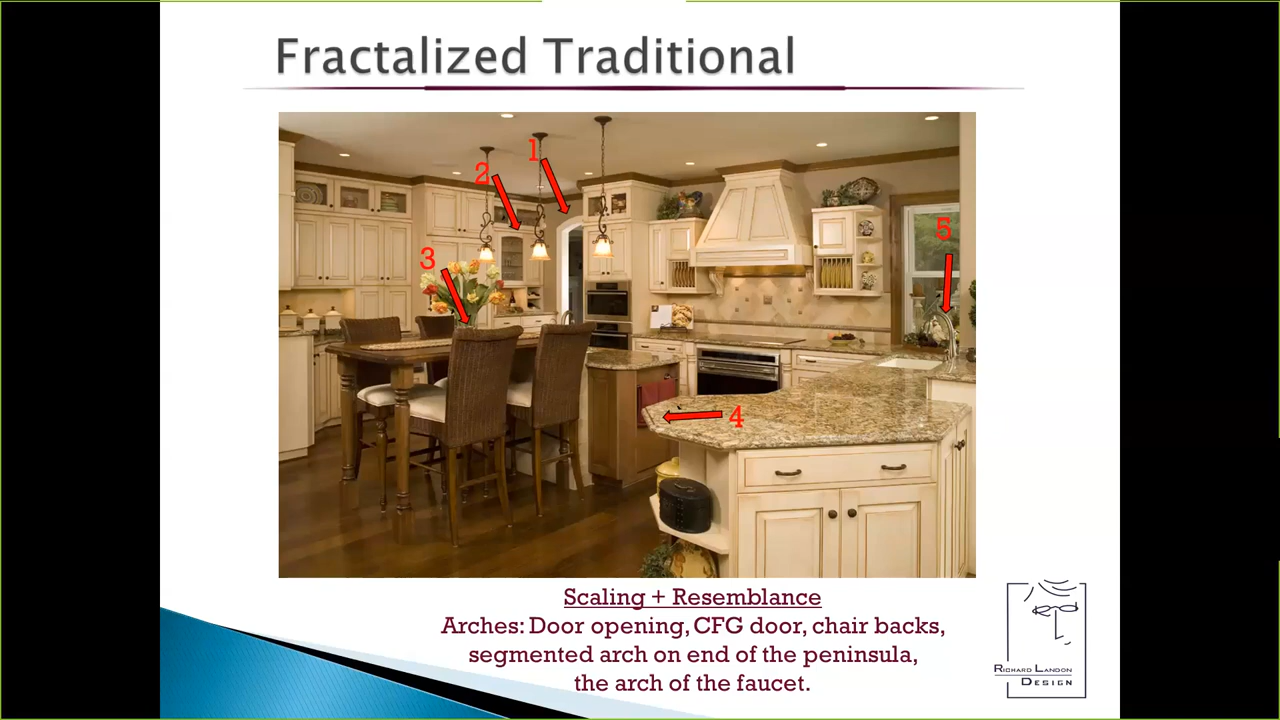 Fractalized Traditional
1
2
3
4
5
Scaling + Resemblance
Arches: Door opening, CFG door, chair backs,
segmented arch on end of the peninsula,
the arch of the faucet.
RICHARD LANDON
DESIGN